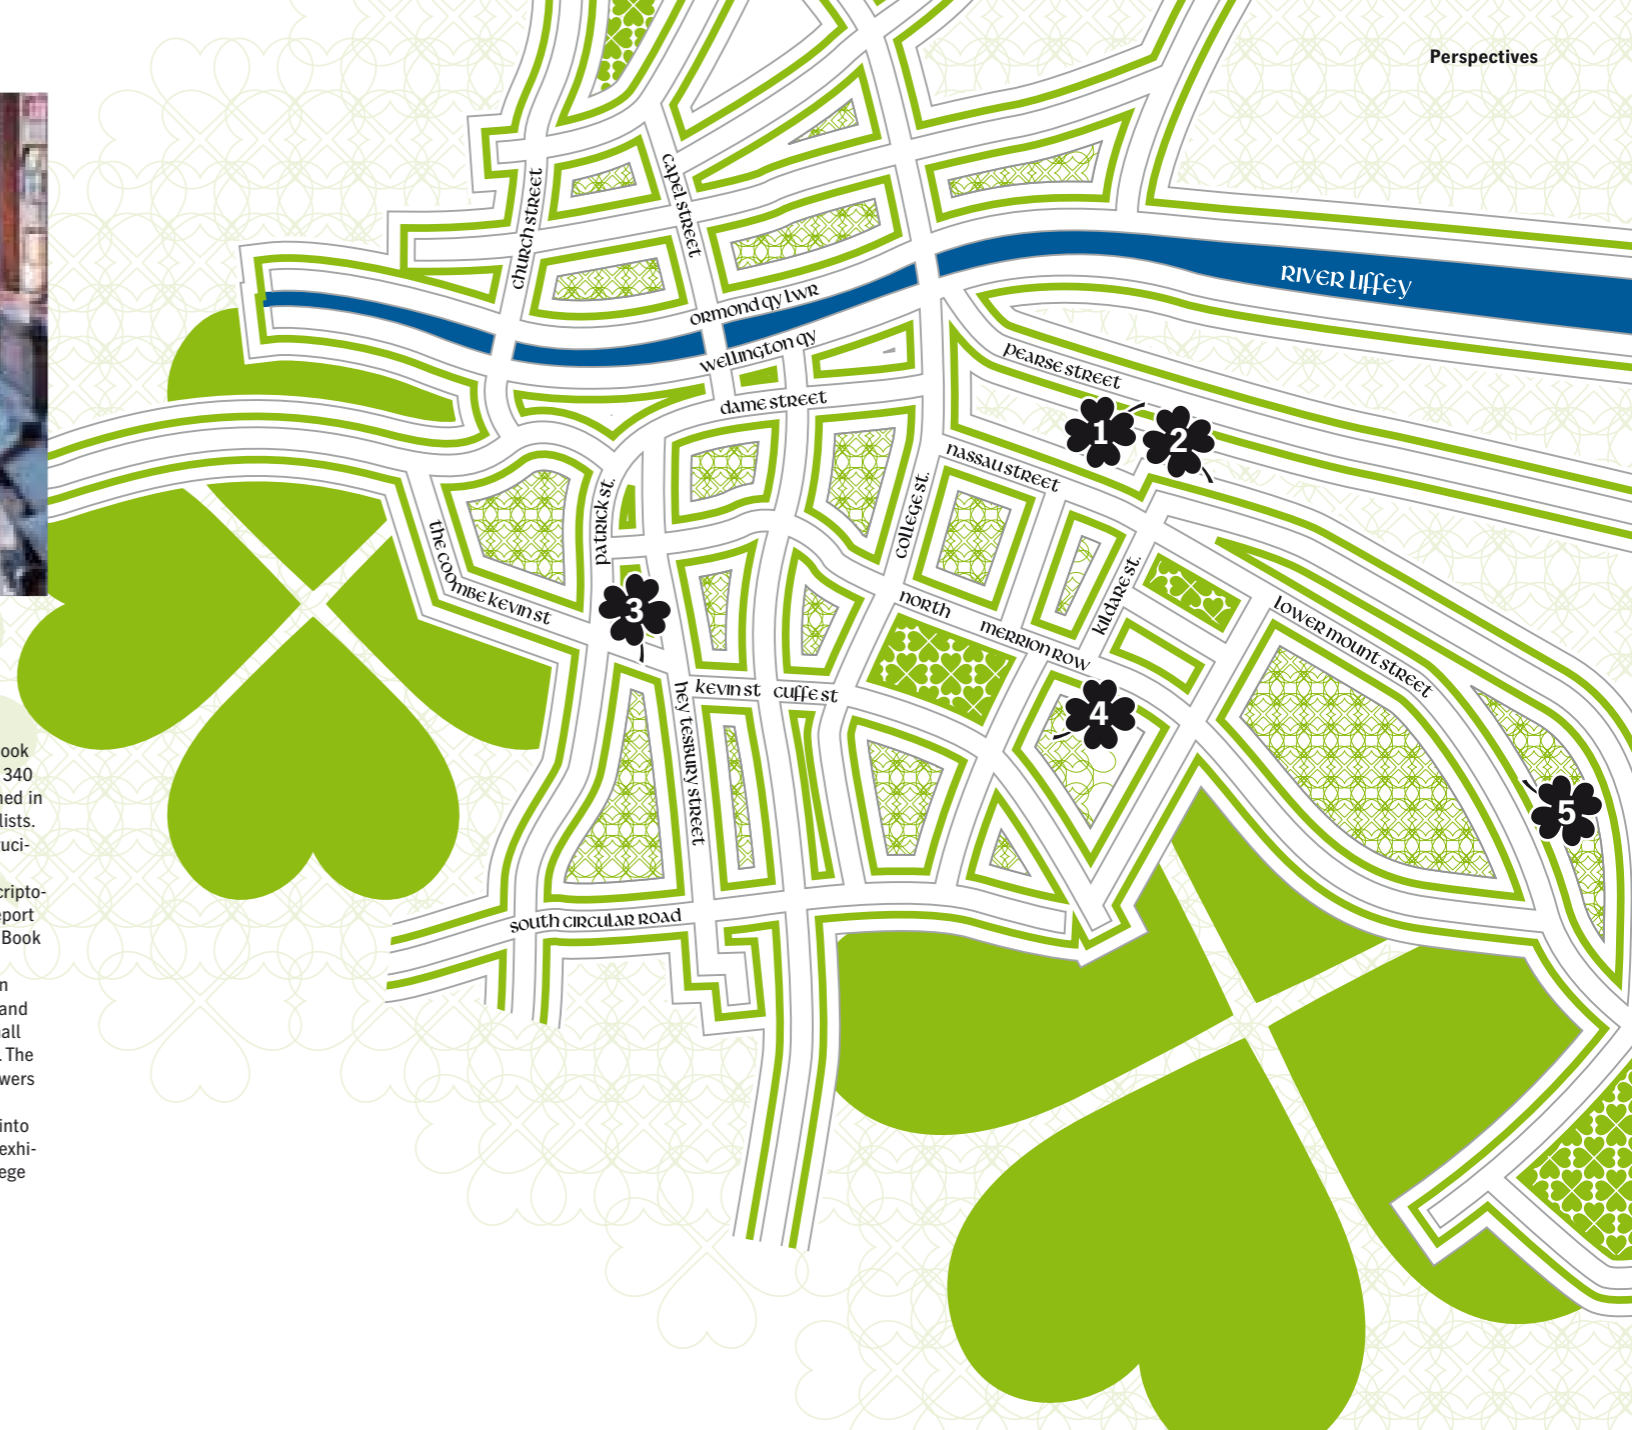 Perspectives
CHURCH STREET
CAPEL STREET
ORMOND QY LWR
WELLINGTON QY
RIVER LIFFEY
PEARSE STREET
DAME STREET
1
2
NASSAU STREET
PATRICK ST.
COLLEGE ST.
THE COOMBE KEVIN ST
3
NORTH
MERRION ROW
KILDARE ST.
LOWER MOUNT STREET
KEVIN ST
CUFFE ST
HEY TESBURY STREET
4
5
SOUTH CIRCULAR ROAD
ook
340
ned in
lists.
uci-
cripto-
eport
Book
n
and
all
. The
wers
into
exhi-
ege